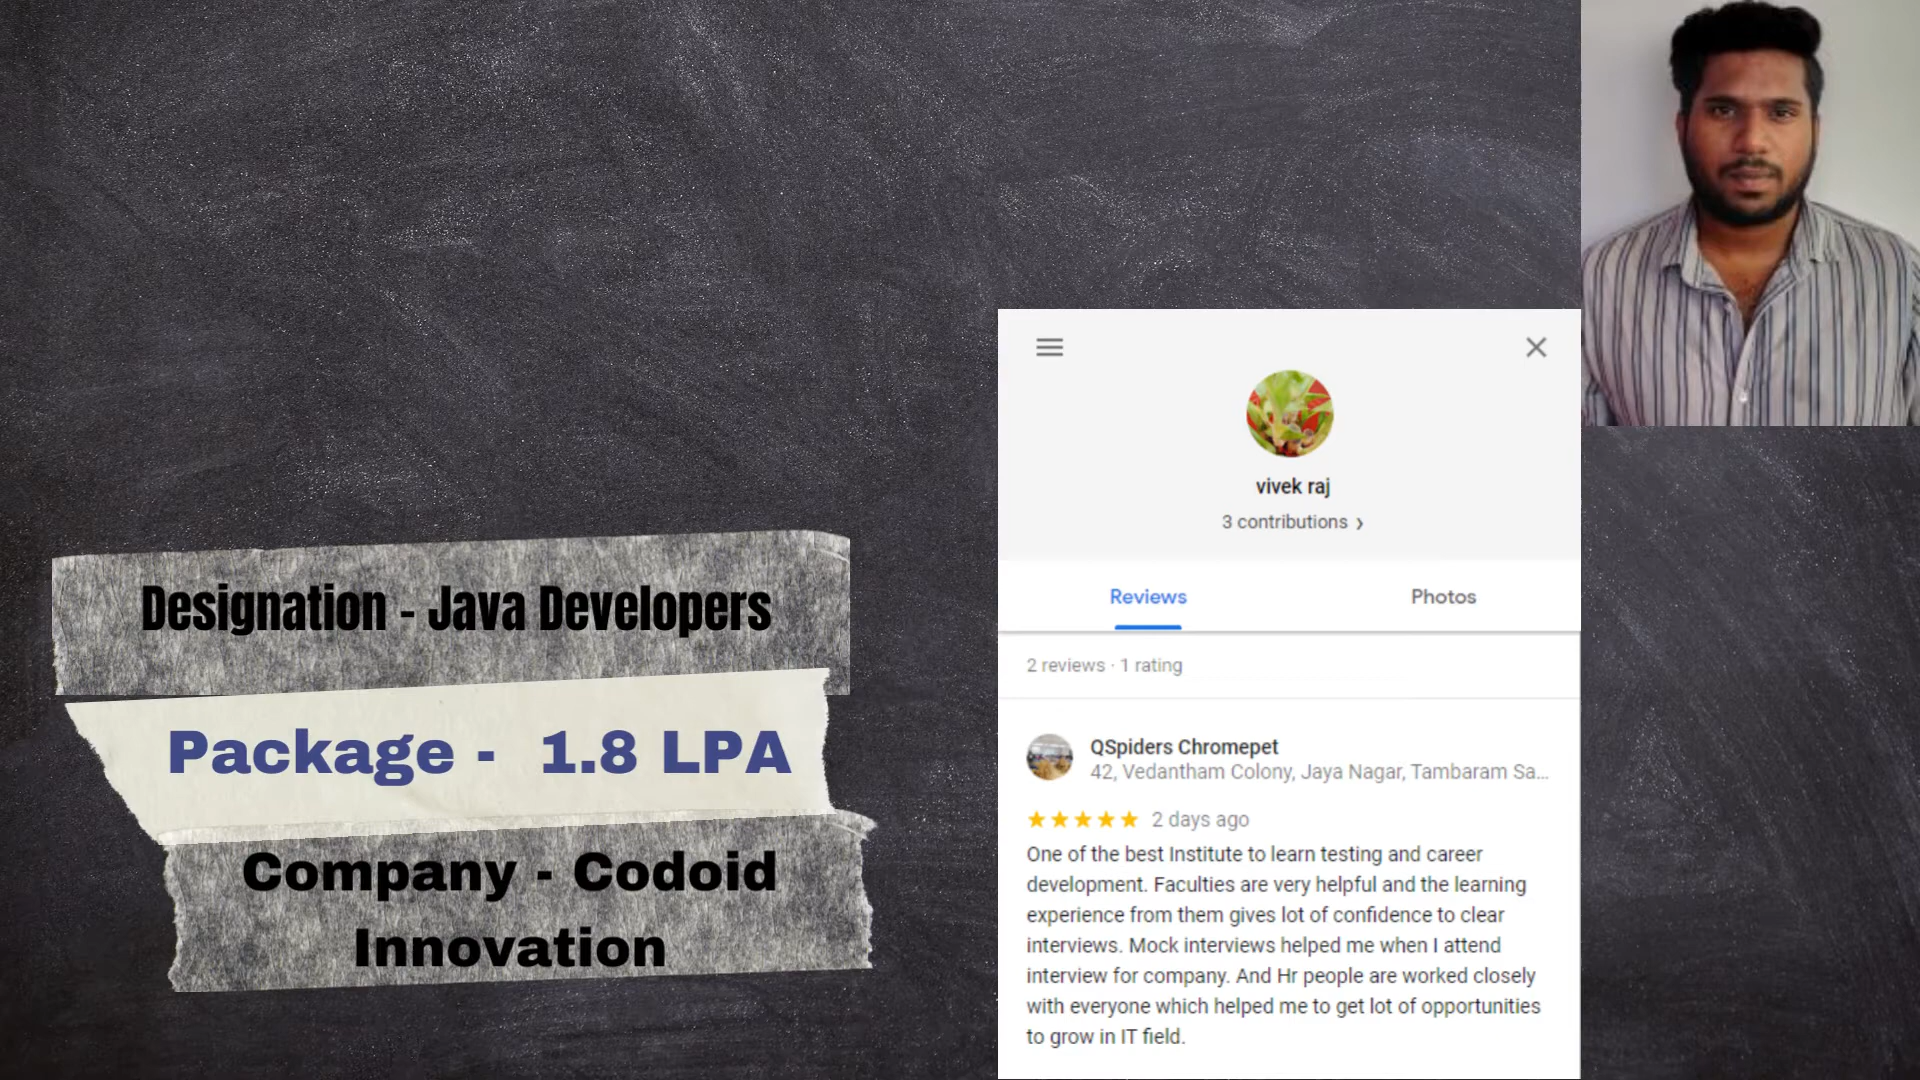 Designation - Java Developers
Package - 1.8 LPA
Company - Codoid
Innovation
vivek raj
3 contributions ›
Reviews
Photos
2 reviews · 1 rating
QSpiders Chromepet
42, Vedantham Colony, Jaya Nagar, Tambaram Sa...
2 days ago
One of the best Institute to learn testing and career
development. Faculties are very helpful and the learning
experience from them gives lot of confidence to clear
interviews. Mock interviews helped me when I attend
interview for company. And Hr people are worked closely
with everyone which helped me to get lot of opportunities
to grow in IT field.